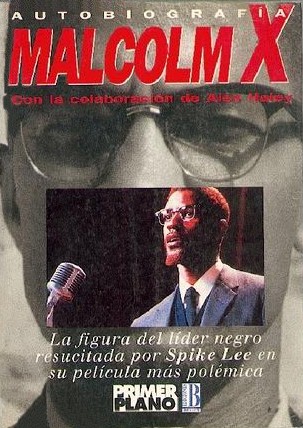 AUTOBIOGRAFÍA
MALCOLM X
Con la colaboración de Alex Haley
La figura del líder negro
resucitada por Spike Lee en
su película más polémica
PRIMER
PLANO
B